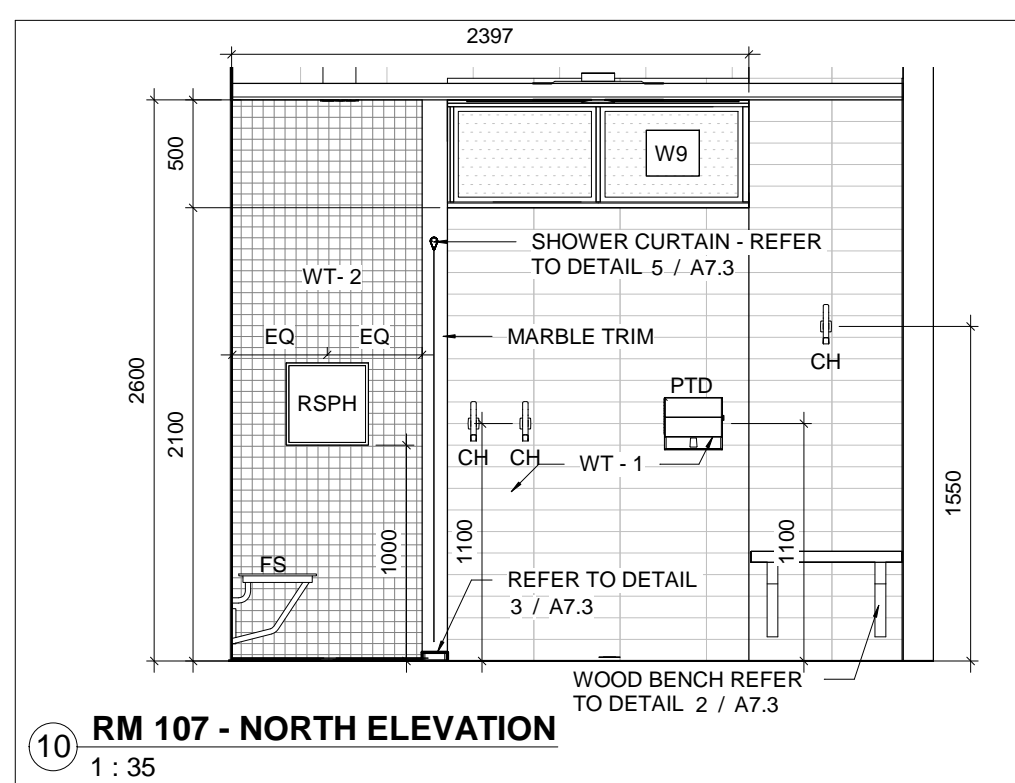 2397
500
W9
SHOWER CURTAIN - REFER
TO DETAIL 5 / A7.3
WT- 2
EQ
EQ
MARBLE TRIM
CH
2600
2100
RSPH
PTD
CH
CH
WT - 1
1550
1000
1100
1100
FS
REFER TO DETAIL
3 / A7.3
WOOD BENCH REFER
TO DETAIL 2 / A7.3
10
RM 107 - NORTH ELEVATION
1 : 35